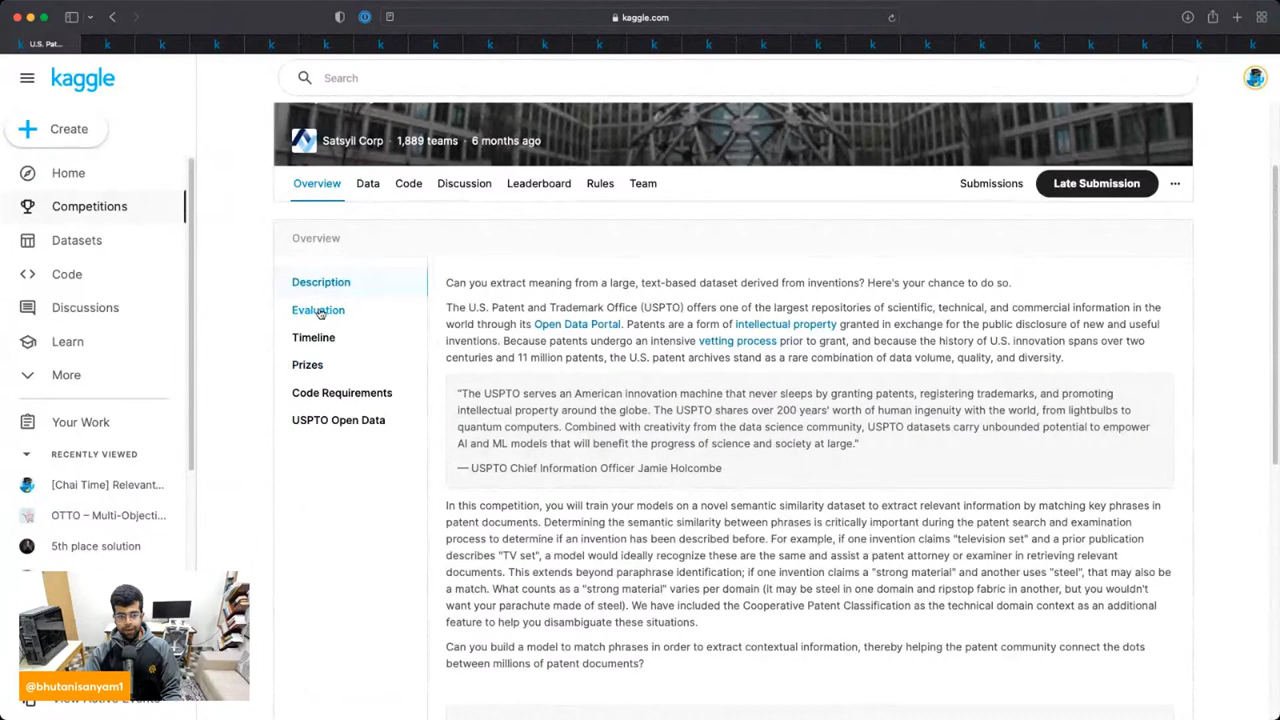 kaggle.com
U.S. Pat...
kaggle
Search
Create
Home
Competitions
Datasets
Code
Discussions
Learn
More
Your Work
RECENTLY VIEWED
[Chai Time] Relevant...
OTTO – Multi-Objecti...
5th place solution
@bhutanisanyam1
View Active Events
Satsyil Corp · 1,889 teams · 6 months ago
Overview Data Code Discussion Leaderboard Rules Team Submissions Late Submission ...
Overview
Description
Evaluation
Timeline
Prizes
Code Requirements
USPTO Open Data
Can you extract meaning from a large, text-based dataset derived from inventions? Here's your chance to do so.
The U.S. Patent and Trademark Office (USPTO) offers one of the largest repositories of scientific, technical, and commercial information in the
world through its Open Data Portal. Patents are a form of intellectual property granted in exchange for the public disclosure of new and useful
inventions. Because patents undergo an intensive vetting process prior to grant, and because the history of U.S. innovation spans over two
centuries and 11 million patents, the U.S. patent archives stand as a rare combination of data volume, quality, and diversity.
"The USPTO serves an American innovation machine that never sleeps by granting patents, registering trademarks, and promoting
intellectual property around the globe. The USPTO shares over 200 years' worth of human ingenuity with the world, from lightbulbs to
quantum computers. Combined with creativity from the data science community, USPTO datasets carry unbounded potential to empower
AI and ML models that will benefit the progress of science and society at large."
— USPTO Chief Information Officer Jamie Holcombe
In this competition, you will train your models on a novel semantic similarity dataset to extract relevant information by matching key phrases in
patent documents. Determining the semantic similarity between phrases is critically important during the patent search and examination
process to determine if an invention has been described before. For example, if one invention claims "television set" and a prior publication
describes "TV set", a model would ideally recognize these are the same and assist a patent attorney or examiner in retrieving relevant
documents. This extends beyond paraphrase identification; if one invention claims a "strong material" and another uses "steel", that may also be
a match. What counts as a "strong material" varies per domain (it may be steel in one domain and ripstop fabric in another, but you wouldn't
want your parachute made of steel). We have included the Cooperative Patent Classification as the technical domain context as an additional
feature to help you disambiguate these situations.
Can you build a model to match phrases in order to extract contextual information, thereby helping the patent community connect the dots
between millions of patent documents?